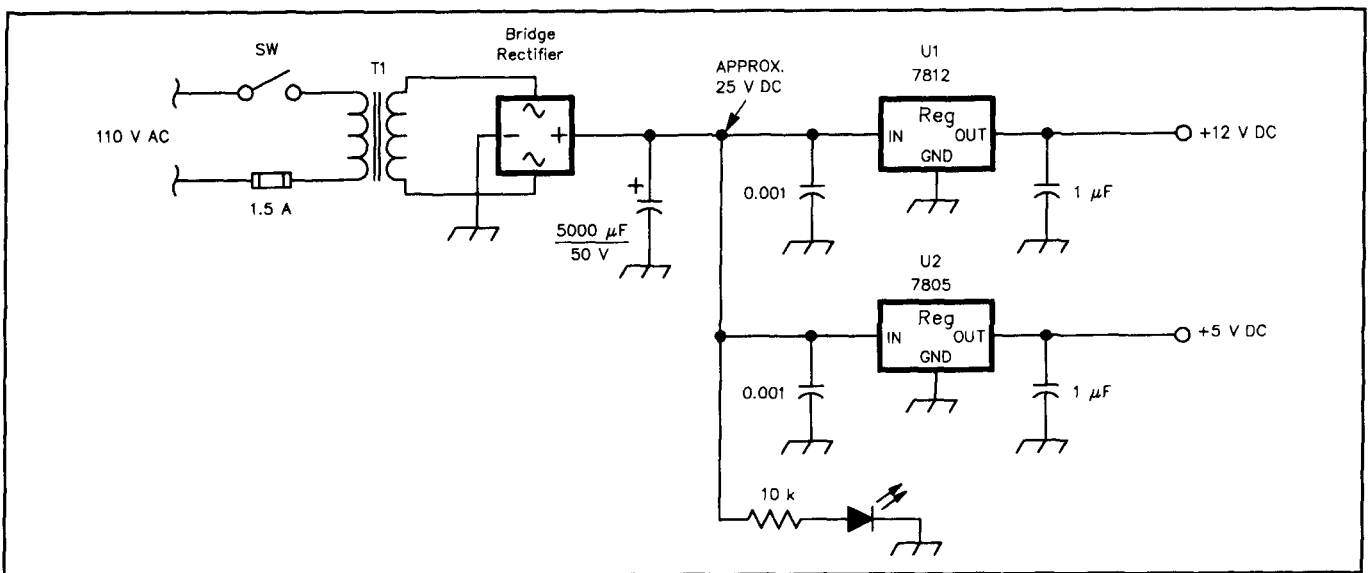 SW
T1
110 V AC
1.5 A
Bridge
Rectifier
~
-
+
~
+
5000 µF
50 V
APPROX.
25 V DC
U1
7812
Reg
IN
OUT
GND
0.001
1 µF
+12 V DC
U2
7805
Reg
IN
OUT
GND
0.001
1 µF
+5 V DC
10 k